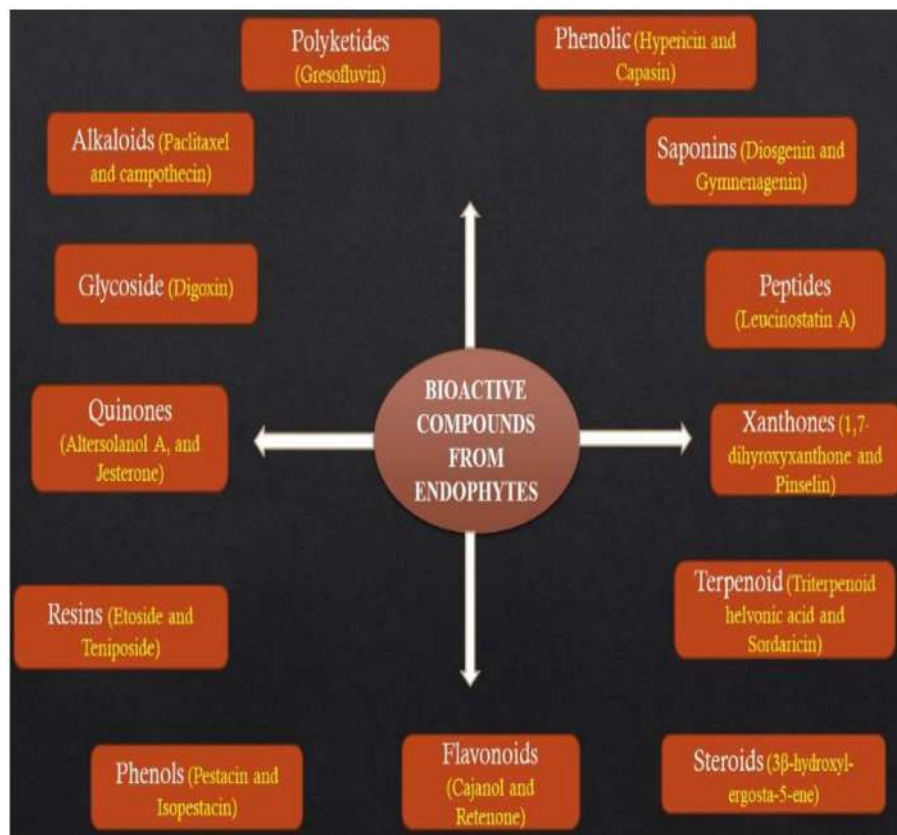 Polyketides
(Gresofluvin)
Phenolic (Hypericin and
Capasin)
Alkaloids (Paclitaxel
and campothecin)
Saponins (Diosgenin and
Gymnenagenin)
Glycoside (Digoxin)
Peptides
(Leucinostatin A)
BIOACTIVE
COMPOUNDS
FROM
ENDOPHYTES
Quinones
(Altersolanol A, and
Jesterone)
Xanthones (1,7-
dihyroxyxanthone and
Pinselin)
Resins (Etoside and
Teniposide)
Terpenoid (Triterpenoid
helvonic acid and
Sordaricin)
Phenols (Pestacin and
Isopestacin)
Flavonoids
(Cajanol and
Retenone)
Steroids (3β-hydroxyl-
ergosta-5-ene)